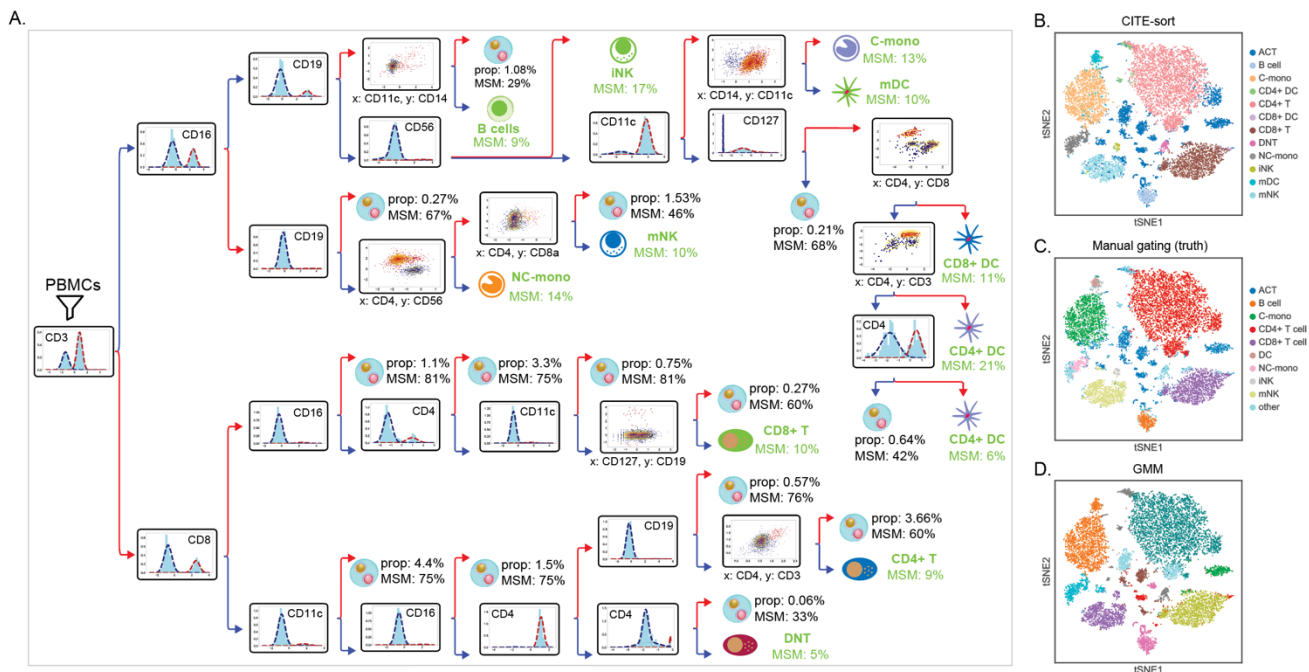 A.
PBMCs
CD3
CD16
CD19
x: CD11c, y: CD14
prop: 1.08%
MSM: 29%
B cells
MSM: 9%
CD56
iNK
MSM: 17%
CD11c
x: CD14, y: CD11c
C-mono
MSM: 13%
mDC
MSM: 10%
CD127
x: CD4, y: CD8
prop: 0.21%
MSM: 68%
x: CD4, y: CD3
CD8+ DC
MSM: 11%
CD4
CD4+ DC
MSM: 21%
prop: 0.64%
MSM: 42%
CD4+ DC
MSM: 6%
CD19
prop: 0.27%
MSM: 67%
x: CD4, y: CD56
NC-mono
MSM: 14%
x: CD4, y: CD8a
prop: 1.53%
MSM: 46%
mNK
MSM: 10%
CD8
CD16
prop: 1.1%
MSM: 81%
CD4
prop: 3.3%
MSM: 75%
CD11c
prop: 0.75%
MSM: 81%
x: CD127, y: CD19
prop: 0.27%
MSM: 60%
CD8+ T
MSM: 10%
CD11c
prop: 4.4%
MSM: 75%
CD16
prop: 1.5%
MSM: 75%
CD4
CD19
prop: 0.57%
MSM: 76%
x: CD4, y: CD3
prop: 3.66%
MSM: 60%
CD4+ T
MSM: 9%
CD4
prop: 0.06%
MSM: 33%
DNT
MSM: 5%
B.
CITE-sort
tSNE2
tSNE1
ACT
B cell
C-mono
CD4+ DC
CD4+ T
CD8+ DC
CD8+ T
DNT
NC-mono
iNK
mDC
mNK
C.
Manual gating (truth)
tSNE2
tSNE1
ACT
B cell
C-mono
CD4+ T cell
CD8+ T cell
DC
NC-mono
iNK
mNK
other
D.
GMM
tSNE2
tSNE1